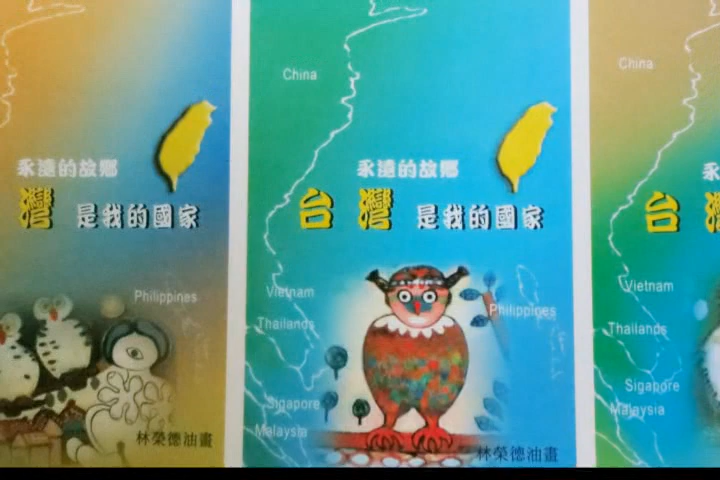 永遠的故鄉
灣 是我的國家
Philippines
林榮德油畫
China
永遠的故鄉
台灣 是我的國家
Vietnam
Philippines
Thailands
Sigapore
Malaysia
林榮德油畫
China
永
台灣
Vietnam
Thailands
Sigapore
Malaysia